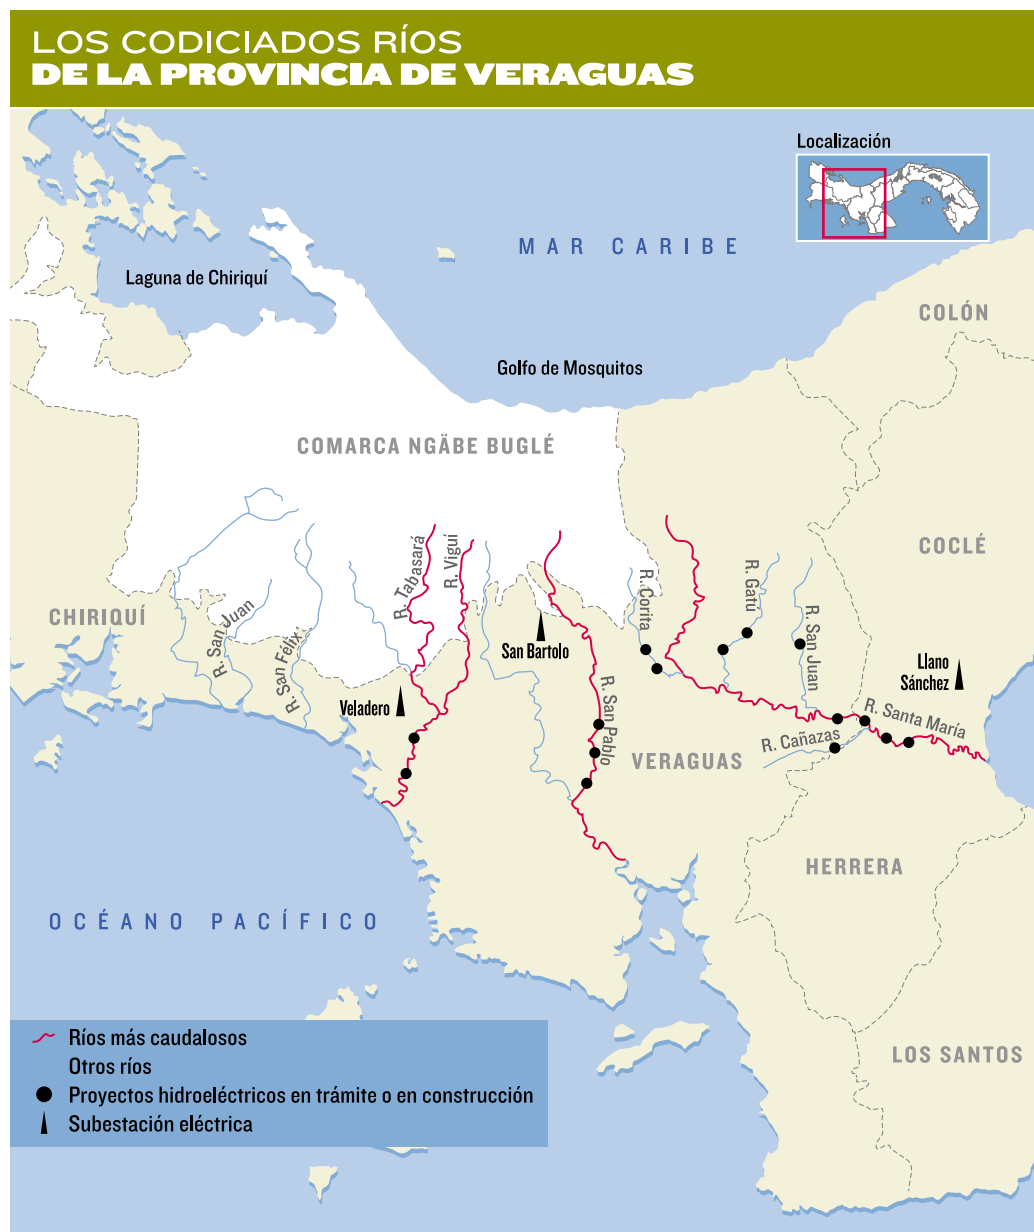 LOS CODICIADOS RÍOS
DE LA PROVINCIA DE VERAGUAS
Localización
MAR CARIBE
Laguna de Chiriquí
COLÓN
Golfo de Mosquitos
COMARCA NGÄBE BUGLÉ
COCLÉ
CHIRIQUÍ
R. San Juan
R. San Félix
R. Tabasará
R. Viguí
San Bartolo
R. Corita
R. Gatú
R. San Juan
Llano
Sánchez
Veladero
R. San Pablo
R. Santa María
R. Cañazas
VERAGUAS
HERRERA
OCÉANO PACÍFICO
LOS SANTOS
Ríos más caudalosos
Otros ríos
Proyectos hidroeléctricos en trámite o en construcción
Subestación eléctrica